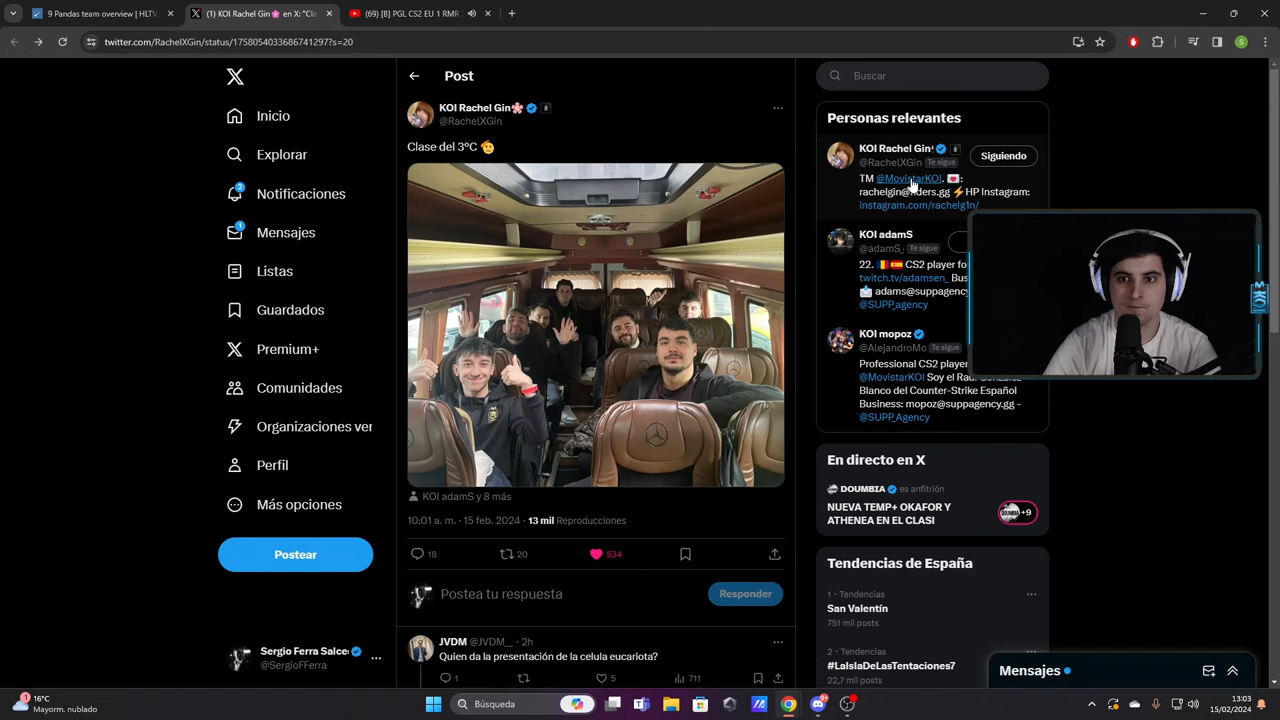 9 Pandas team overview | HLTV
(1) KOI Rachel Gin🌸 en X: "Cla
(69) [B] PGL CS2 EU 1 RMR
twitter.com/RachelXGin/status/1758054033686741297?s=20
S
Inicio
Explorar
2
Notificaciones
1
Mensajes
Listas
Guardados
Premium+
Comunidades
Organizaciones ver
Perfil
Más opciones
Postear
Sergio Ferra Salce
@SergioFFerra
Post
KOI Rachel Gin🌸
@RachelXGin
Clase del 3ºC
KOI adamS y 8 más
10:01 a. m. · 15 feb. 2024 · 13 mil Reproducciones
18
20
534
Postea tu respuesta
Responder
JVDM @JVDM__ · 2h
Quien da la presentación de la celula eucariota?
1
5
711
Buscar
Personas relevantes
KOI Rachel Gin
@RachelXGin Te sigue
Siguiendo
TM @MovistarKOI. 💌:
rachelgin@ders.gg ⚡HP Instagram:
instagram.com/rachelg1n/
KOI adamS
@adamS_ Te sigue
22. 🇷🇴🇪🇸 CS2 player fo
twitch.tv/adamsen_ Bus
📩 adams@suppagency
@SUPP_agency
KOI mopoz
@AlejandroMo Te sigue
Professional CS2 player
@MovistarKOI Soy el Raúl González
Blanco del Counter-Strike Español
Business: mopoz@suppagency.gg -
@SUPP_Agency
En directo en X
DOUMBIA es anfitrión
NUEVA TEMP+ OKAFOR Y
ATHENEA EN EL CLASI
+9
Tendencias de España
1 · Tendencias
San Valentín
751 mil posts
2 · Tendencias
#LaIslaDeLasTentaciones7
22,7 mil posts
Mensajes
16°C
Mayorm. nublado
Búsqueda
13:03
15/02/2024